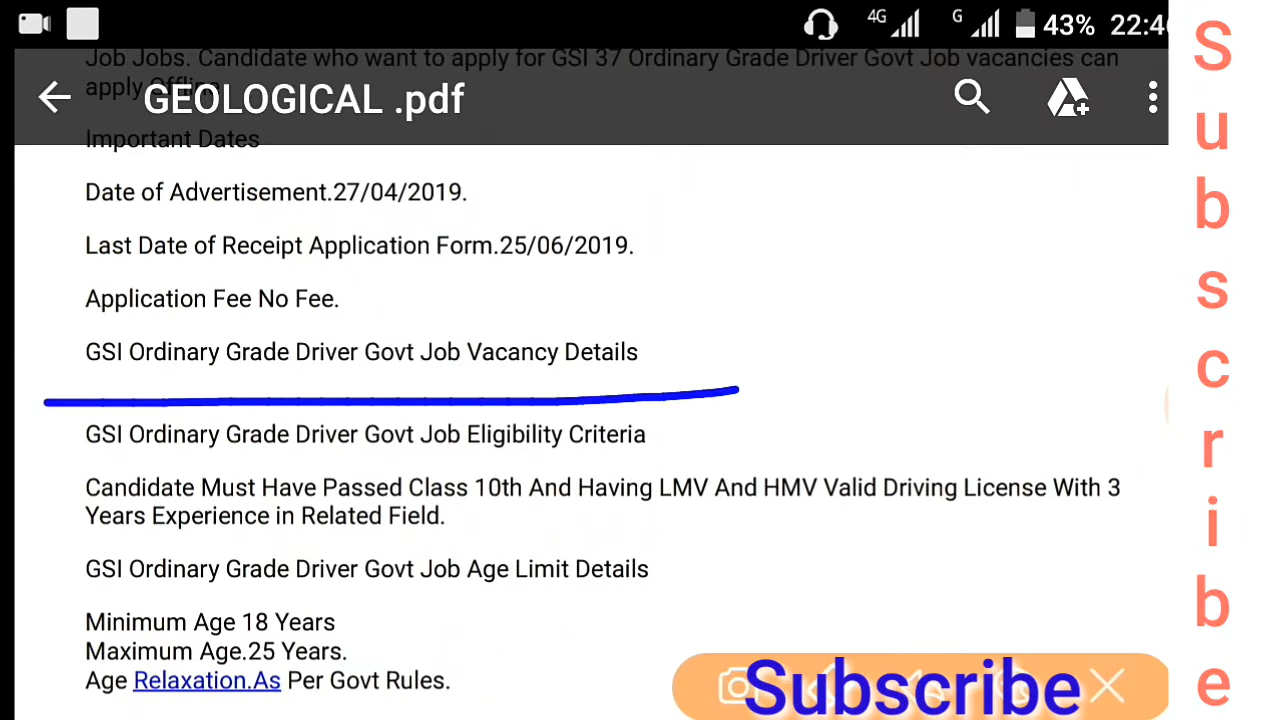 4G G 43% 22:46
Job Jobs. Candidate who want to apply for GSI 37 Ordinary Grade Driver Govt Job vacancies can
apply Offline
GEOLOGICAL .pdf
Important Dates
Date of Advertisement.27/04/2019.
Last Date of Receipt Application Form.25/06/2019.
Application Fee No Fee.
GSI Ordinary Grade Driver Govt Job Vacancy Details
GSI Ordinary Grade Driver Govt Job Eligibility Criteria
Candidate Must Have Passed Class 10th And Having LMV And HMV Valid Driving License With 3
Years Experience in Related Field.
GSI Ordinary Grade Driver Govt Job Age Limit Details
Minimum Age 18 Years
Maximum Age.25 Years.
Age Relaxation.As Per Govt Rules.
Subscribe
Subscribe